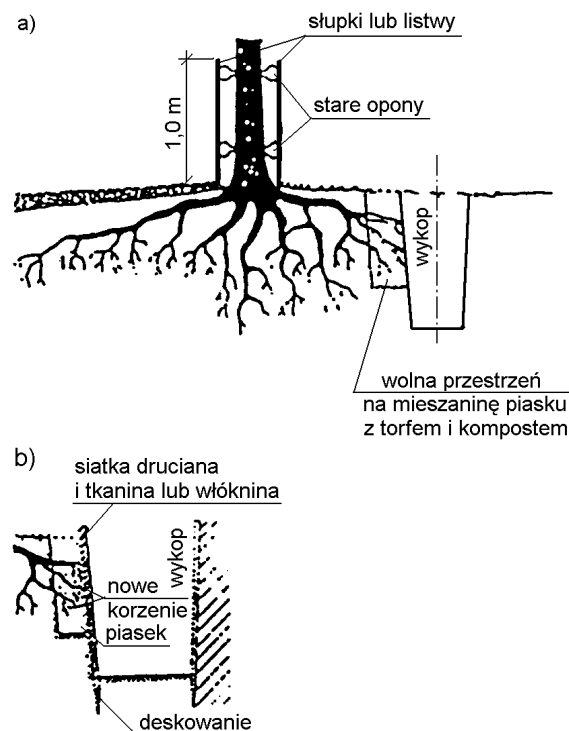 a)
słupki lub listwy
stare opony
1,0 m
wykop
wolna przestrzeń
na mieszaninę piasku
z torfem i kompostem
b)
siatka druciana
i tkanina lub włóknina
wykop
nowe
korzenie
piasek
deskowanie